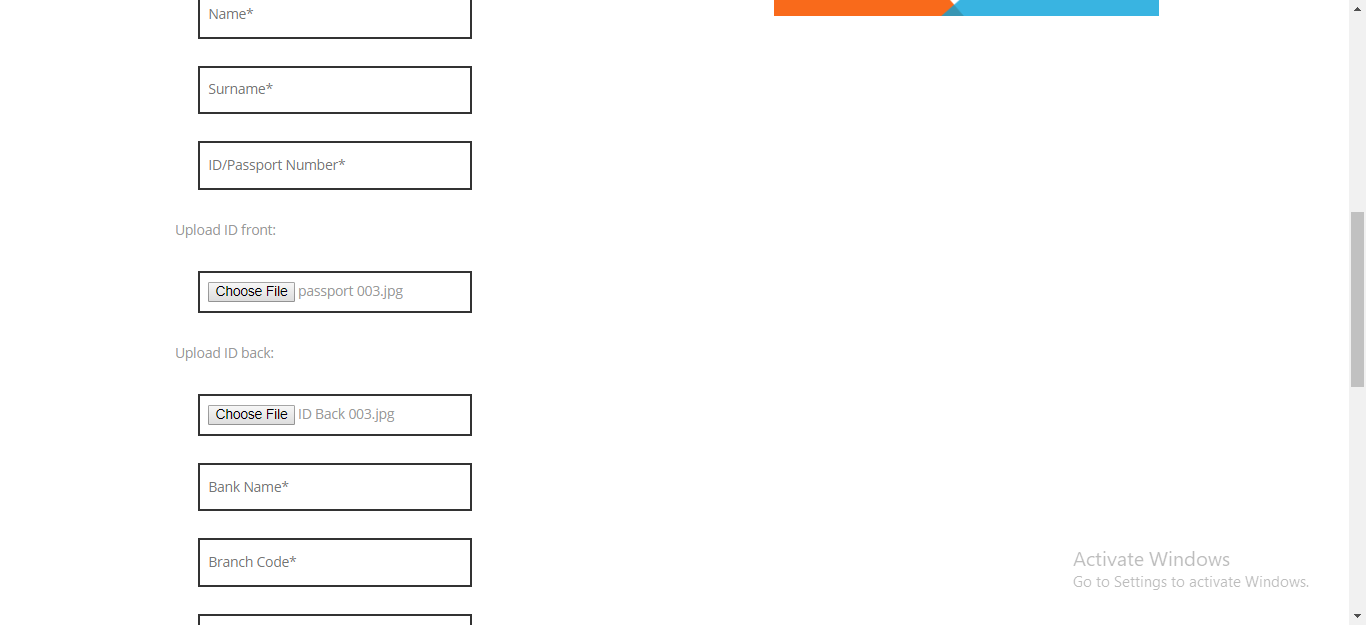 Name*
Surname*
ID/Passport Number*
Upload ID front:
Choose File passport 003.jpg
Upload ID back:
Choose File ID Back 003.jpg
Bank Name*
Branch Code*
Activate Windows
Go to Settings to activate Windows.